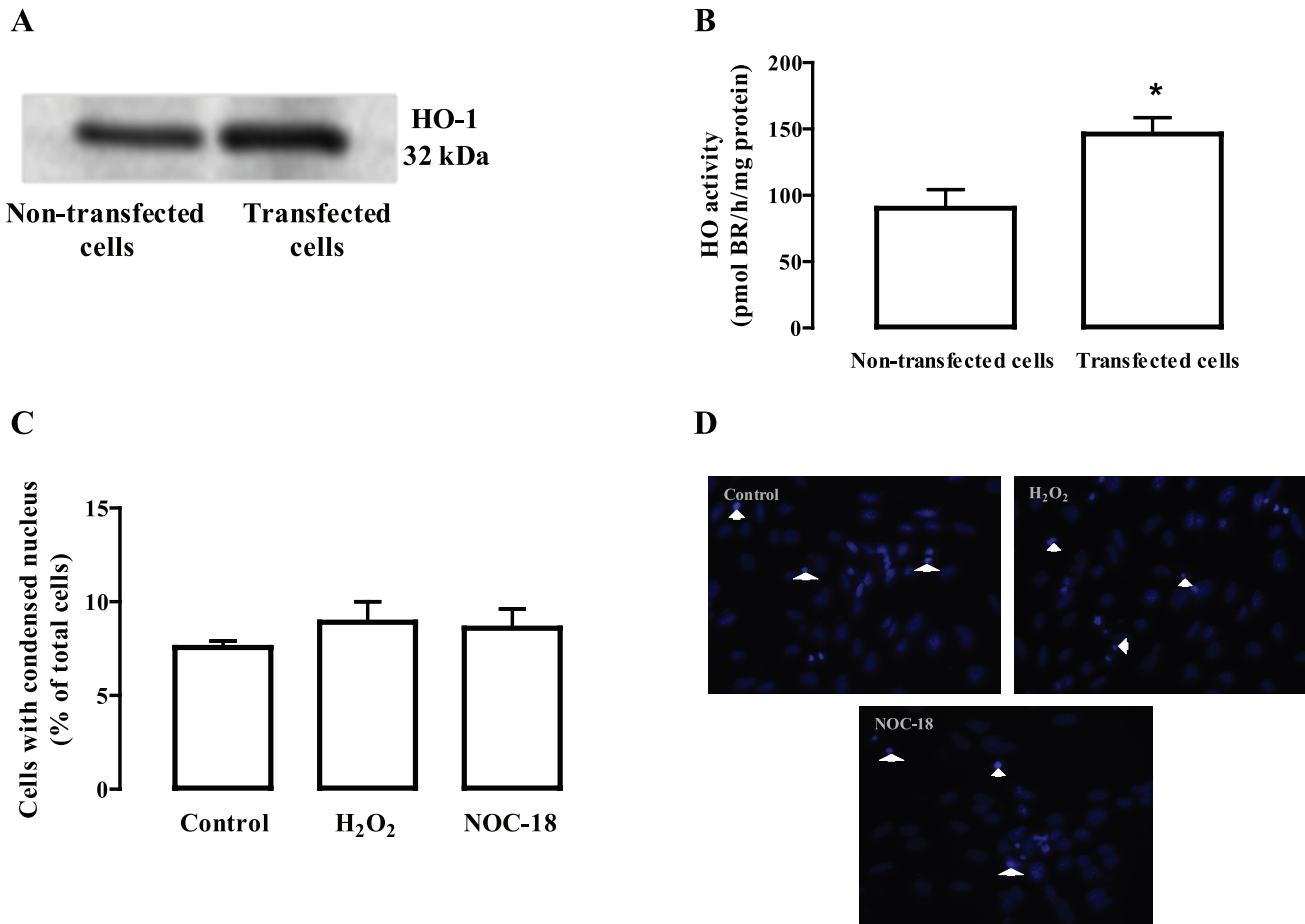 A
HO-1
32 kDa
Non-transfected
cells
Transfected
cells
B
HO activity
(pmol BR/h/mg protein)
200
150
100
50
0
*
Non-transfected cells
Transfected cells
C
Cells with condensed nucleus
(% of total cells)
15
10
5
0
Control
H₂O₂
NOC-18
D
Control
H₂O₂
NOC-18